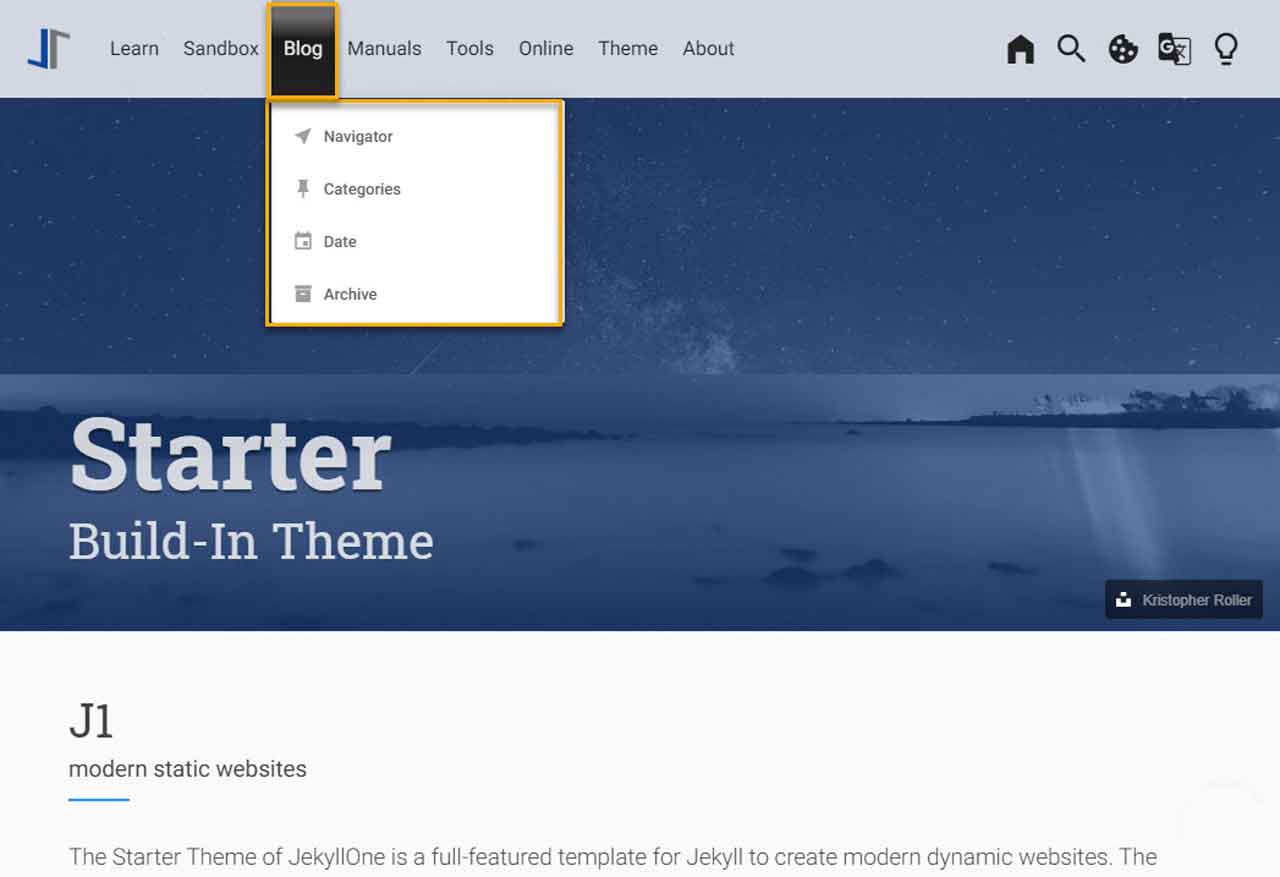 Learn Sandbox Blog Manuals Tools Online Theme About
Navigator
Categories
Date
Archive
Starter
Build-In Theme
Kristopher Roller
J1
modern static websites
The Starter Theme of JekyllOne is a full-featured template for Jekyll to create modern dynamic websites. The